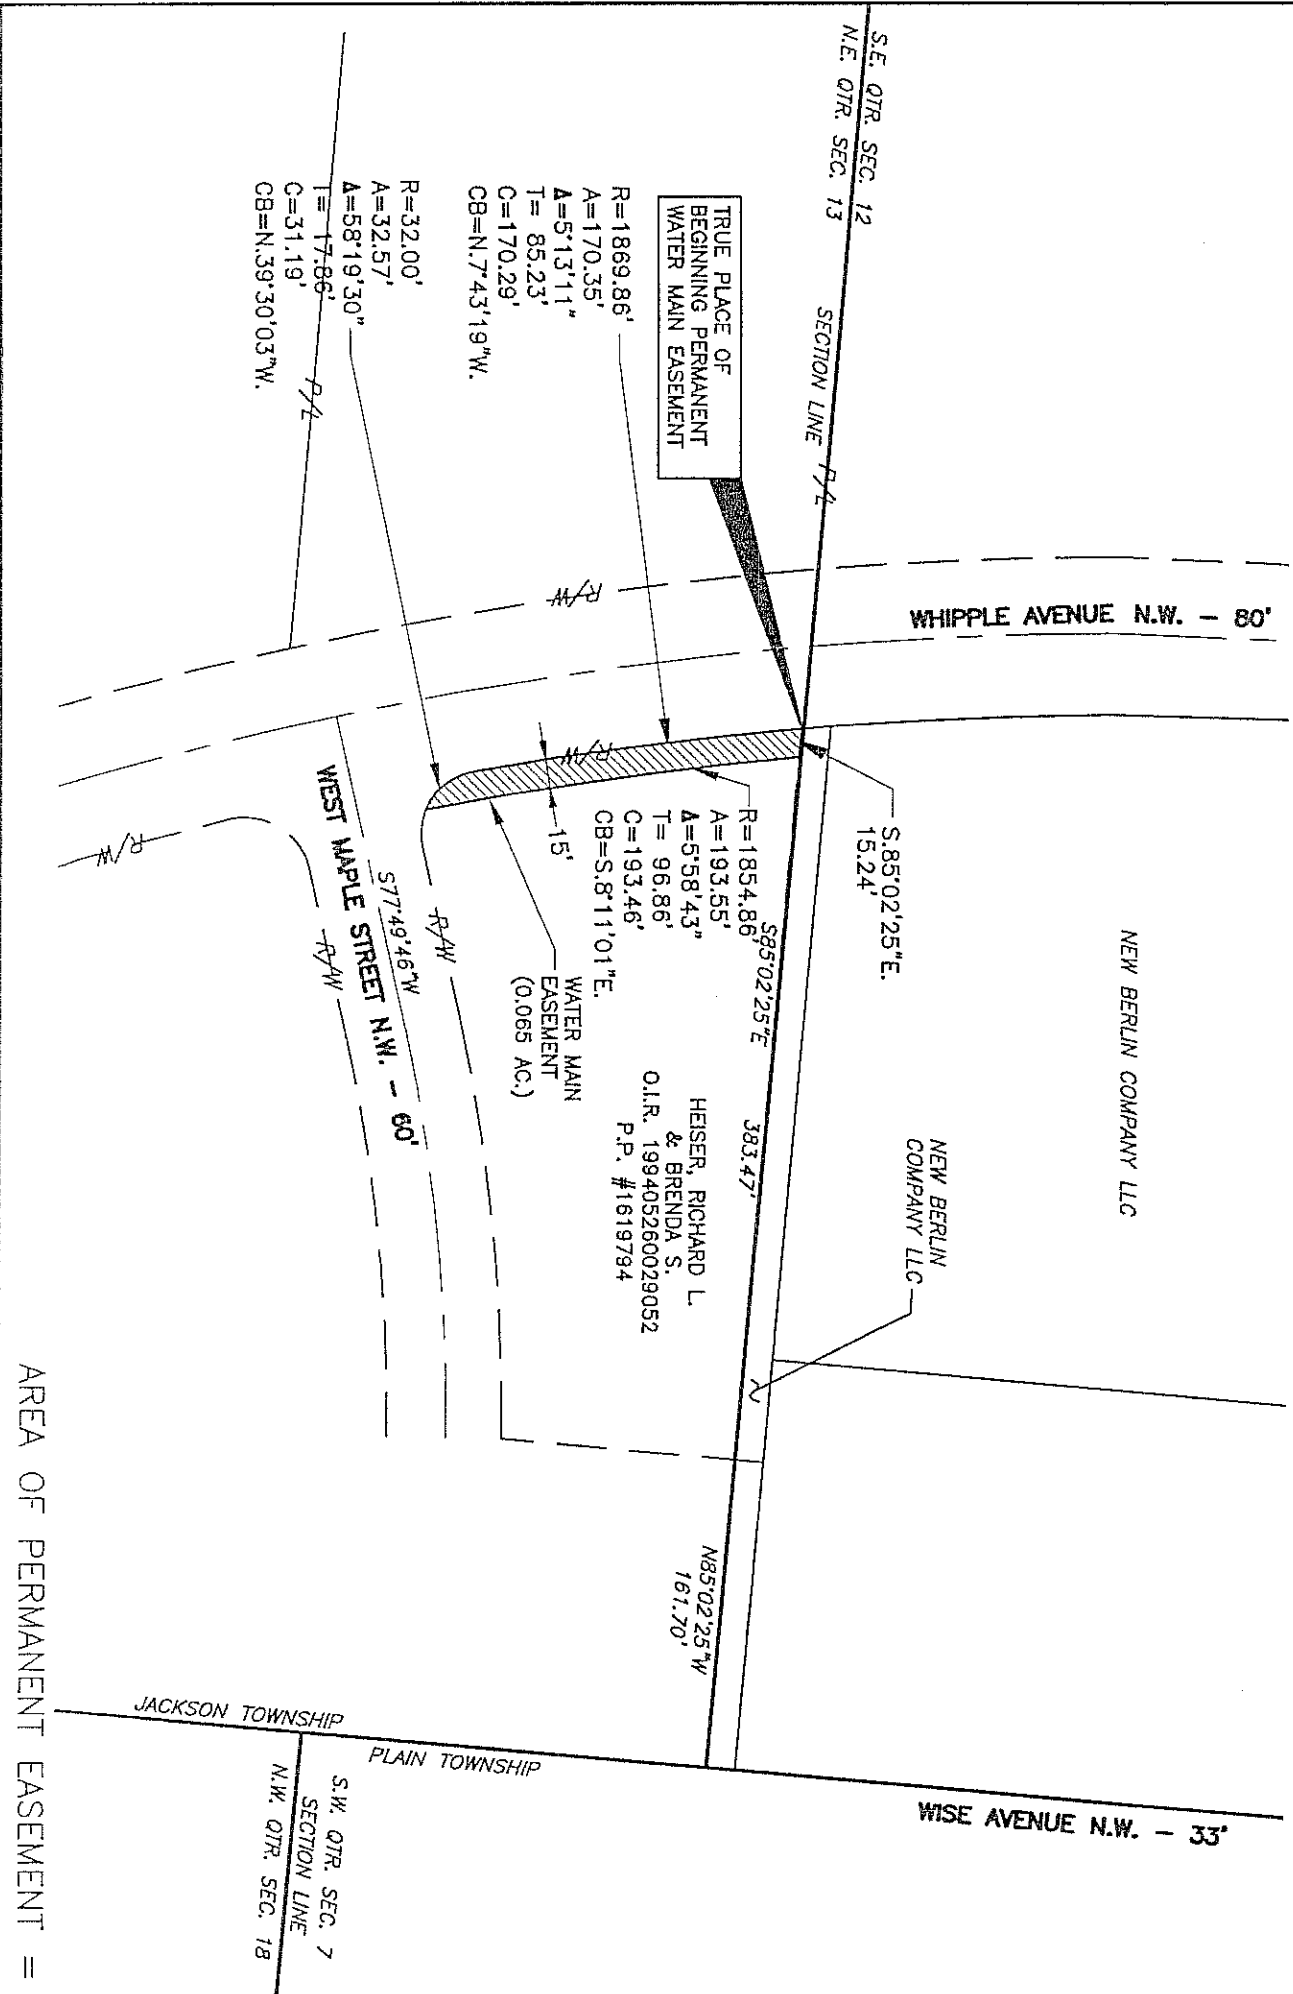 S.E. QTR. SEC. 12
N.E. QTR. SEC. 13
SECTION LINE P/L
WHIPPLE AVENUE N.W. – 80'
TRUE PLACE OF
BEGINNING PERMANENT
WATER MAIN EASEMENT
R=1869.86'
A=170.35'
Δ=5°13'11"
T= 85.23'
C=170.29'
CB=N.7°43'19"W.
R=32.00'
A=32.57'
Δ=58°19'30"
T= 17.86'
C=31.19'
CB=N.39°30'03"W.
P/L
R/W
R/W
R/W
R/W
R/W
S.85°02'25"E.
15.24'
R=1854.86'
A=193.55'
Δ=5°58'43"
T= 96.86'
C=193.46'
CB=S.8°11'01"E.
15'
WATER MAIN
EASEMENT
(0.065 AC.)
S85°02'25"E 383.47'
HEISER, RICHARD L.
& BRENDA S.
O.I.R. 199405260029052
P.P. #1619794
NEW BERLIN COMPANY LLC
NEW BERLIN
COMPANY LLC
S77°49'46"W
WEST MAPLE STREET N.W. – 60'
N85°02'25"W
161.70'
JACKSON TOWNSHIP
PLAIN TOWNSHIP
WISE AVENUE N.W. – 33'
S.W. QTR. SEC. 7
SECTION LINE
N.W. QTR. SEC. 18
AREA OF PERMANENT EASEMENT =